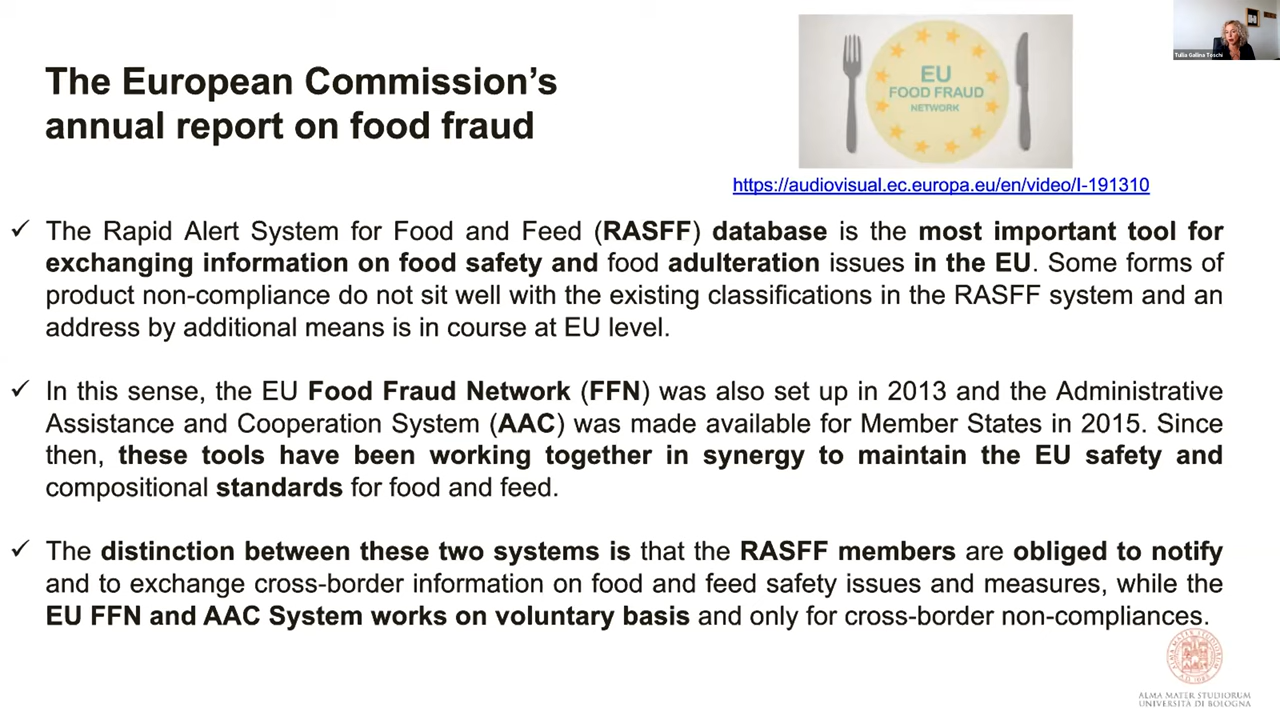 Tullia Gallina Toschi
The European Commission's
annual report on food fraud
EU
FOOD FRAUD
NETWORK
https://audiovisual.ec.europa.eu/en/video/I-191310
✓ The Rapid Alert System for Food and Feed (RASFF) database is the most important tool for
exchanging information on food safety and food adulteration issues in the EU. Some forms of
product non-compliance do not sit well with the existing classifications in the RASFF system and an
address by additional means is in course at EU level.
✓ In this sense, the EU Food Fraud Network (FFN) was also set up in 2013 and the Administrative
Assistance and Cooperation System (AAC) was made available for Member States in 2015. Since
then, these tools have been working together in synergy to maintain the EU safety and
compositional standards for food and feed.
✓ The distinction between these two systems is that the RASFF members are obliged to notify
and to exchange cross-border information on food and feed safety issues and measures, while the
EU FFN and AAC System works on voluntary basis and only for cross-border non-compliances.
ALMA MATER STUDIORUM
UNIVERSITÀ DI BOLOGNA